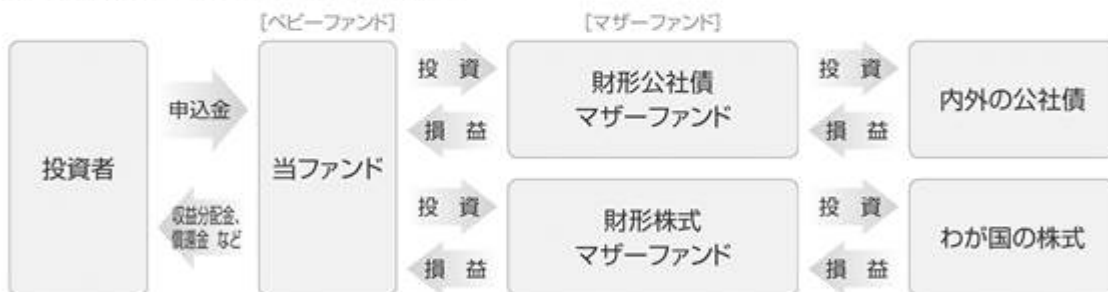 [ベビーファンド]
[マザーファンド]
投資者
申込金
収益分配金、
償還金 など
当ファンド
投 資
損 益
財形公社債
マザーファンド
投 資
損 益
内外の公社債
投 資
損 益
財形株式
マザーファンド
投 資
損 益
わが国の株式